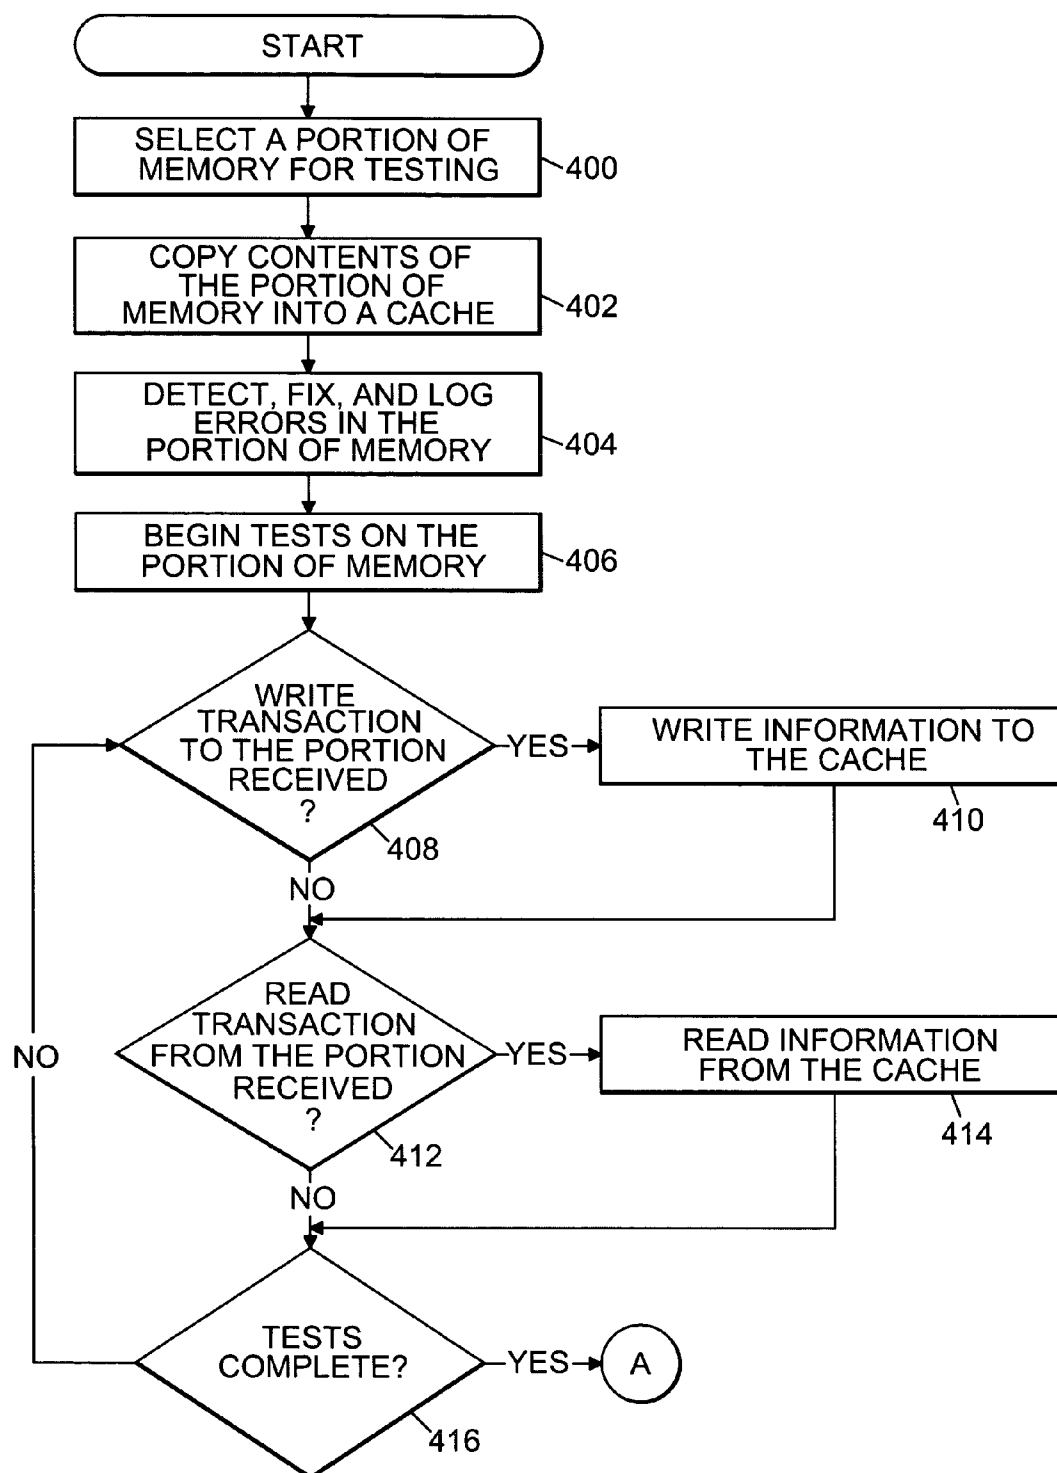 START
SELECT A PORTION OF
MEMORY FOR TESTING
400
COPY CONTENTS OF
THE PORTION OF
MEMORY INTO A CACHE
402
DETECT, FIX, AND LOG
ERRORS IN THE
PORTION OF MEMORY
404
BEGIN TESTS ON THE
PORTION OF MEMORY
406
WRITE
TRANSACTION
TO THE PORTION
RECEIVED
?
408
YES
WRITE INFORMATION TO
THE CACHE
410
NO
READ
TRANSACTION
FROM THE PORTION
RECEIVED
?
412
YES
READ INFORMATION
FROM THE CACHE
414
NO
NO
TESTS
COMPLETE?
416
YES
A